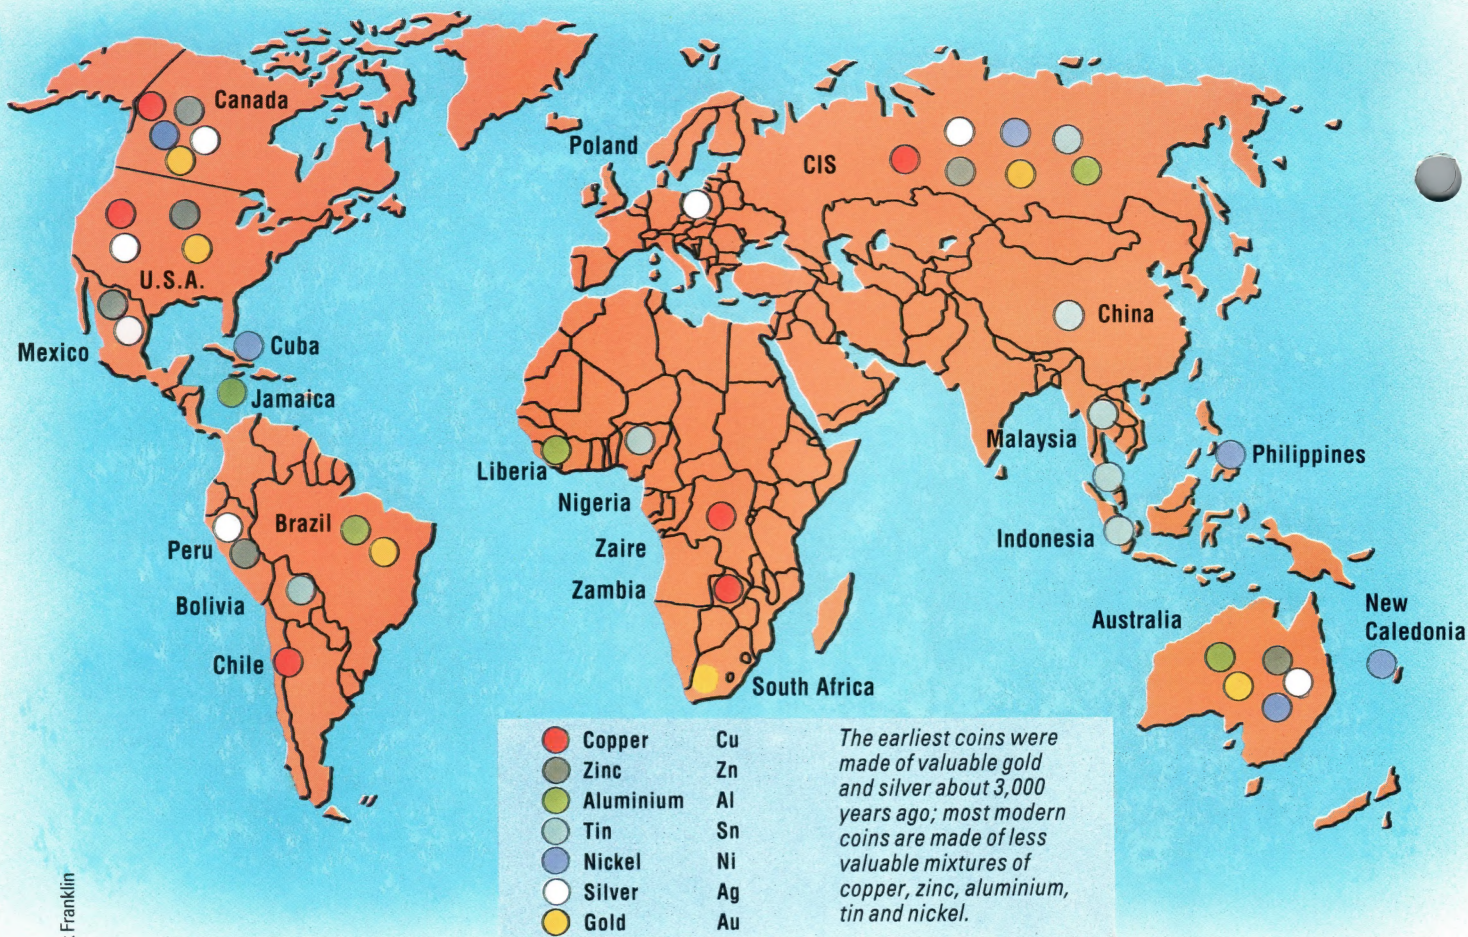 Canada
Poland
CIS
U.S.A.
China
Mexico
Cuba
Jamaica
Malaysia
Philippines
Liberia
Nigeria
Brazil
Peru
Zaire
Indonesia
Zambia
Bolivia
Australia
New
Caledonia
Chile
South Africa
Copper Cu
Zinc Zn
Aluminium Al
Tin Sn
Nickel Ni
Silver Ag
Gold Au
The earliest coins were
made of valuable gold
and silver about 3,000
years ago; most modern
coins are made of less
valuable mixtures of
copper, zinc, aluminium,
tin and nickel.
Franklin